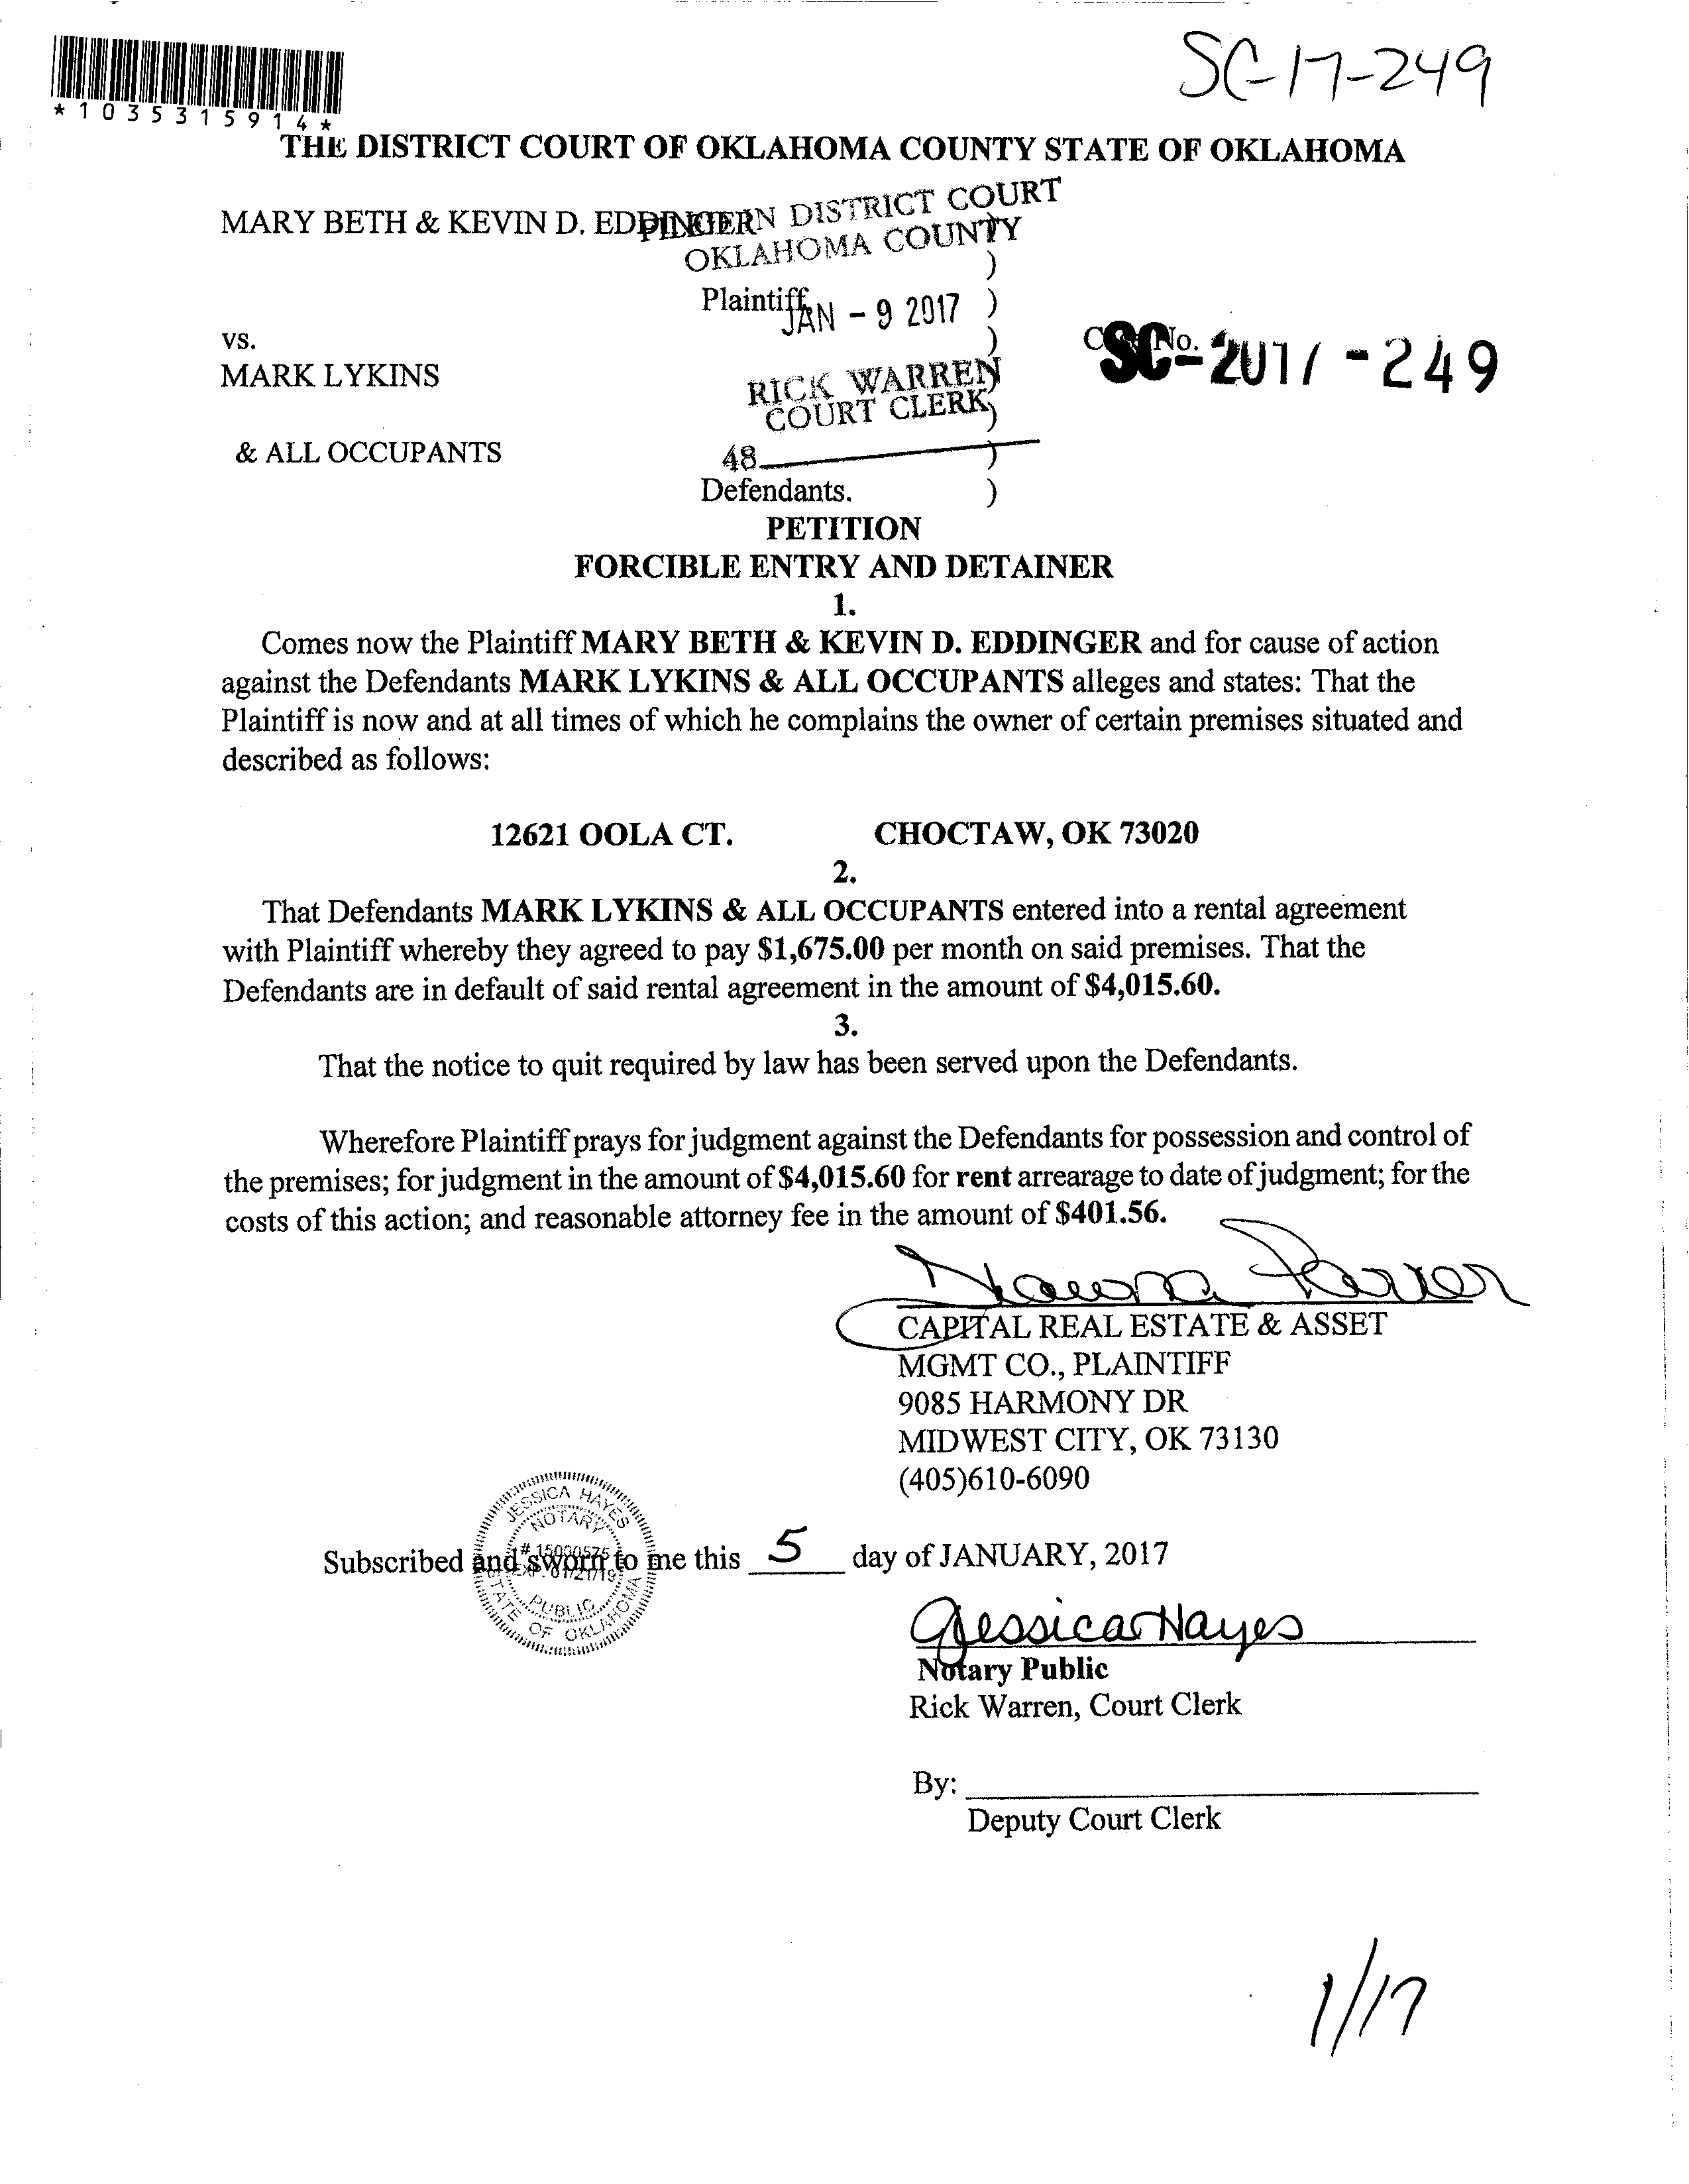 SC-17-249
*1035315914*
THE DISTRICT COURT OF OKLAHOMA COUNTY STATE OF OKLAHOMA
MARY BETH & KEVIN D. EDDINGER
IN DISTRICT COURT
OKLAHOMA COUNTY
)
)
Plaintiff,
JAN - 9 2017
)
vs.
)
SC-2017-249
No.
MARK LYKINS
RICK WARREN
COURT CLERK
)
)
& ALL OCCUPANTS
48
)
Defendants.
)
PETITION
FORCIBLE ENTRY AND DETAINER
1.
Comes now the Plaintiff MARY BETH & KEVIN D. EDDINGER and for cause of action
against the Defendants MARK LYKINS & ALL OCCUPANTS alleges and states: That the
Plaintiff is now and at all times of which he complains the owner of certain premises situated and
described as follows:
12621 OOLA CT. CHOCTAW, OK 73020
2.
That Defendants MARK LYKINS & ALL OCCUPANTS entered into a rental agreement
with Plaintiff whereby they agreed to pay $1,675.00 per month on said premises. That the
Defendants are in default of said rental agreement in the amount of $4,015.60.
3.
That the notice to quit required by law has been served upon the Defendants.
Wherefore Plaintiff prays for judgment against the Defendants for possession and control of
the premises; for judgment in the amount of $4,015.60 for rent arrearage to date of judgment; for the
costs of this action; and reasonable attorney fee in the amount of $401.56.
CAPITAL REAL ESTATE & ASSET
MGMT CO., PLAINTIFF
9085 HARMONY DR
MIDWEST CITY, OK 73130
(405)610-6090
JESSICA HAYES
NOTARY
EXP. 01/21/19
PUBLIC
STATE OF OKLAHOMA
Subscribed and sworn to me this 5 day of JANUARY, 2017
Jessica Hayes
Notary Public
Rick Warren, Court Clerk
By:
Deputy Court Clerk
1/17